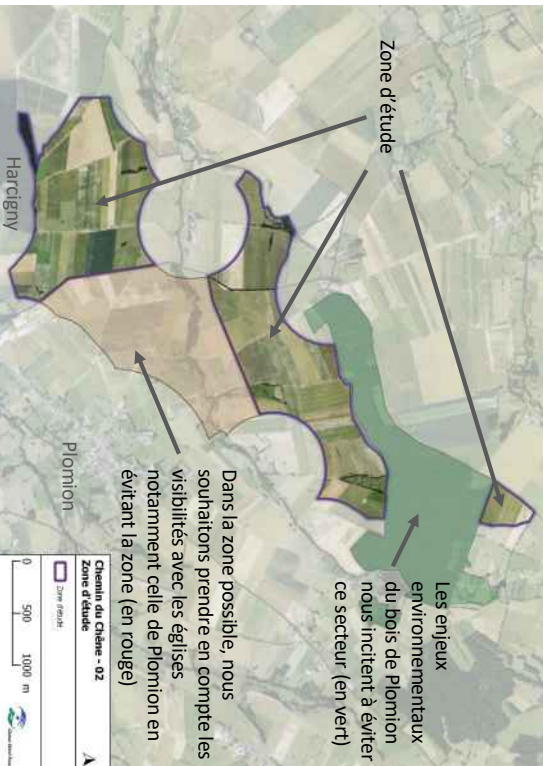 Zone d'étude
Les enjeux
environnementaux
du bois de Plomion
nous incitent à éviter
ce secteur (en vert)
Dans la zone possible, nous
souhaitons prendre en compte les
visibilités avec les églises
notamment celle de Plomion en
évitant la zone (en rouge)
Harcigny
Plomion
Chemin du Chêne - 02
Zone d'étude
Zone d'étude
0 500 1000 m